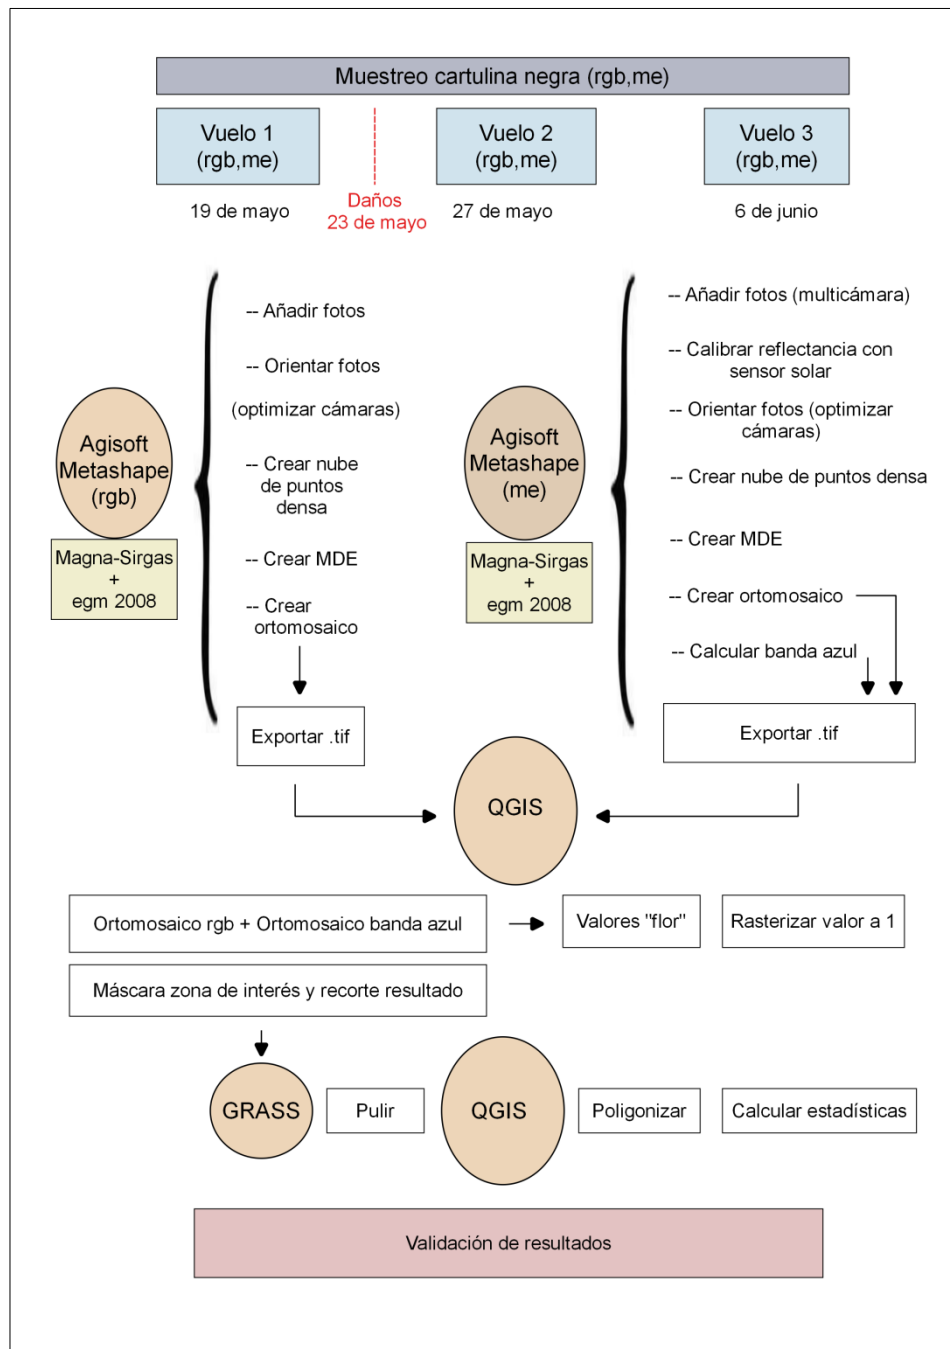 Muestreo cartulina negra (rgb,me)
Vuelo 1
(rgb,me)
Vuelo 2
(rgb,me)
Vuelo 3
(rgb,me)
19 de mayo
Daños
23 de mayo
27 de mayo
6 de junio
Agisoft
Metashape
(rgb)
Magna-Sirgas
+
egm 2008
-- Añadir fotos
-- Orientar fotos
(optimizar cámaras)
-- Crear nube
de puntos
densa
-- Crear MDE
-- Crear
ortomosaico
Exportar .tif
Agisoft
Metashape
(me)
Magna-Sirgas
+
egm 2008
-- Añadir fotos (multicámara)
-- Calibrar reflectancia con
sensor solar
-- Orientar fotos (optimizar
cámaras)
-- Crear nube de puntos densa
-- Crear MDE
-- Crear ortomosaico
-- Calcular banda azul
Exportar .tif
QGIS
Ortomosaico rgb + Ortomosaico banda azul
Valores "flor"
Rasterizar valor a 1
Máscara zona de interés y recorte resultado
GRASS
Pulir
QGIS
Poligonizar
Calcular estadísticas
Validación de resultados